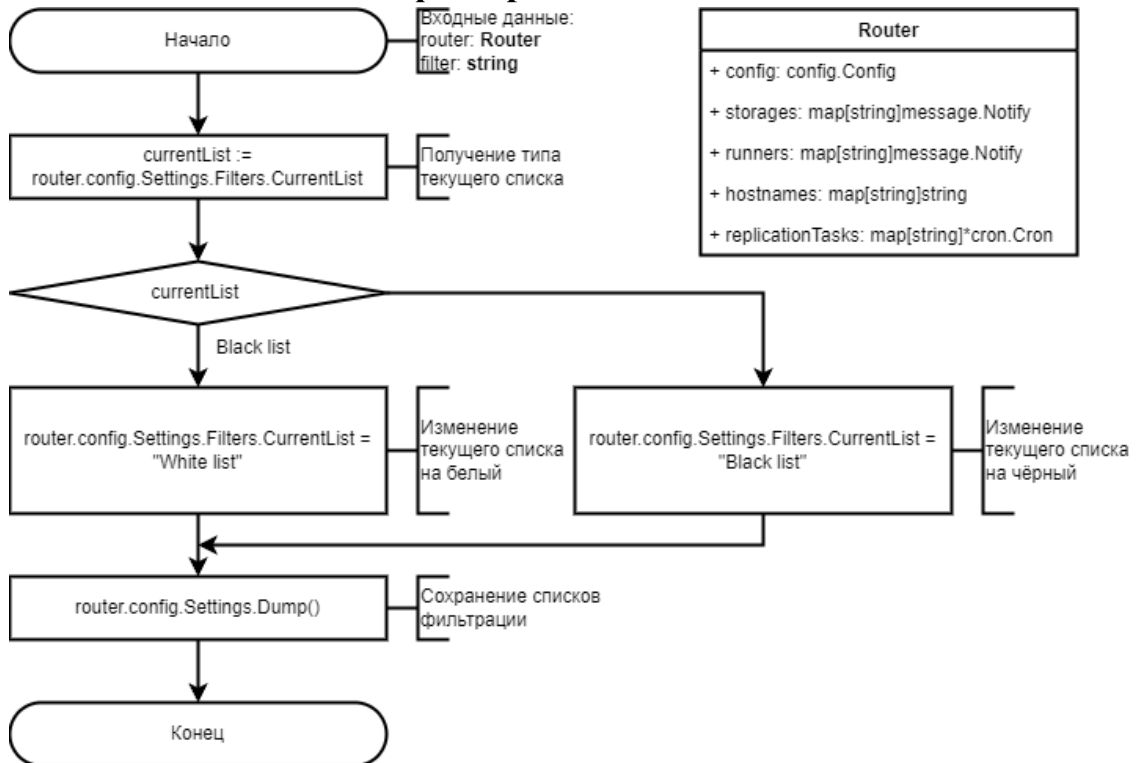 Начало
Входные данные:
router: Router
filter: string
Router
+ config: config.Config
+ storages: map[string]message.Notify
+ runners: map[string]message.Notify
+ hostnames: map[string]string
+ replicationTasks: map[string]*cron.Cron
currentList :=
router.config.Settings.Filters.CurrentList
Получение типа
текущего списка
currentList
Black list
router.config.Settings.Filters.CurrentList =
"White list"
Изменение
текущего списка
на белый
router.config.Settings.Filters.CurrentList =
"Black list"
Изменение
текущего списка
на чёрный
router.config.Settings.Dump()
Сохранение списков
фильтрации
Конец